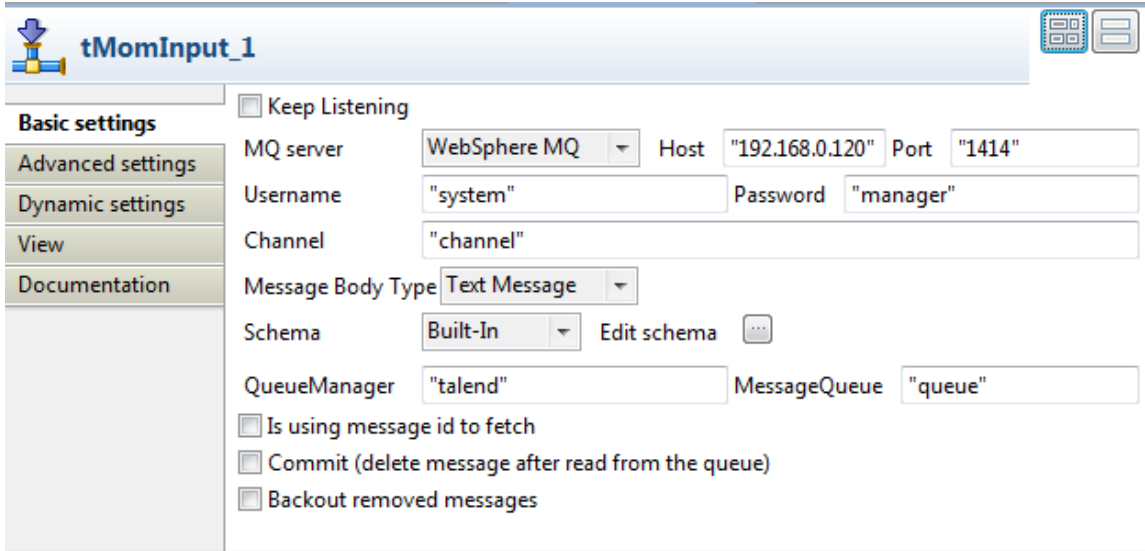 tMomInput_1
Basic settings
Advanced settings
Dynamic settings
View
Documentation
Keep Listening
MQ server WebSphere MQ Host "192.168.0.120" Port "1414"
Username "system" Password "manager"
Channel "channel"
Message Body Type Text Message
Schema Built-In Edit schema ...
QueueManager "talend" MessageQueue "queue"
Is using message id to fetch
Commit (delete message after read from the queue)
Backout removed messages